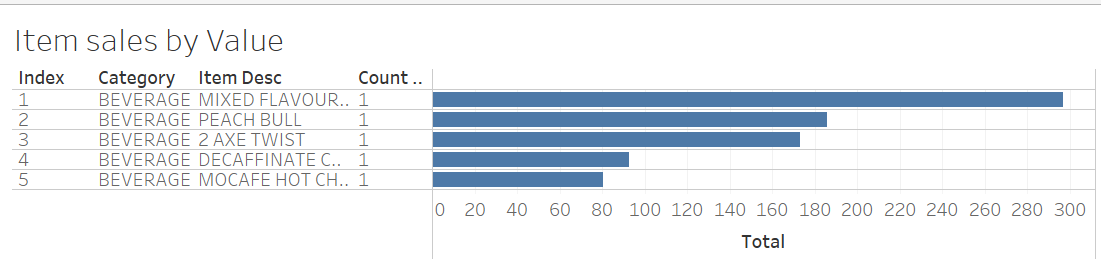 Item sales by Value
Index Category Item Desc Count ..
1 BEVERAGE MIXED FLAVOUR.. 1
2 BEVERAGE PEACH BULL 1
3 BEVERAGE 2 AXE TWIST 1
4 BEVERAGE DECAFFINATE C.. 1
5 BEVERAGE MOCAFE HOT CH.. 1
0 20 40 60 80 100 120 140 160 180 200 220 240 260 280 300
Total